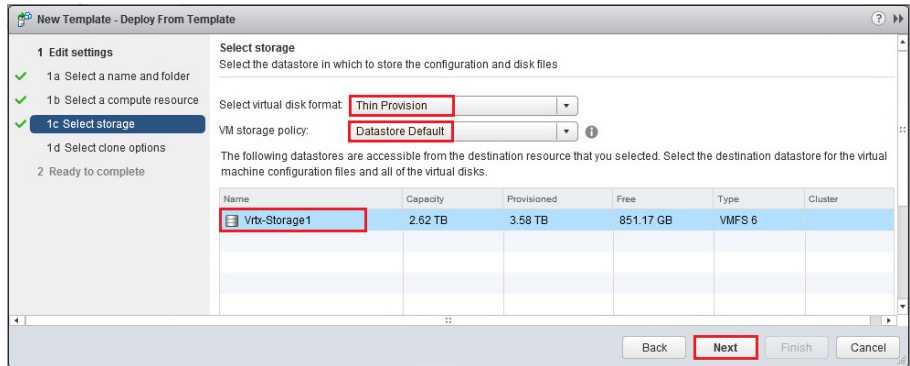 New Template - Deploy From Template
1 Edit settings
1a Select a name and folder
1b Select a compute resource
1c Select storage
1d Select clone options
2 Ready to complete
Select storage
Select the datastore in which to store the configuration and disk files
Select virtual disk format: Thin Provision
VM storage policy: Datastore Default
The following datastores are accessible from the destination resource that you selected. Select the destination datastore for the virtual
machine configuration files and all of the virtual disks.
Name Capacity Provisioned Free Type Cluster
Vrtx-Storage1 2.62 TB 3.58 TB 851.17 GB VMFS 6
Back Next Finish Cancel